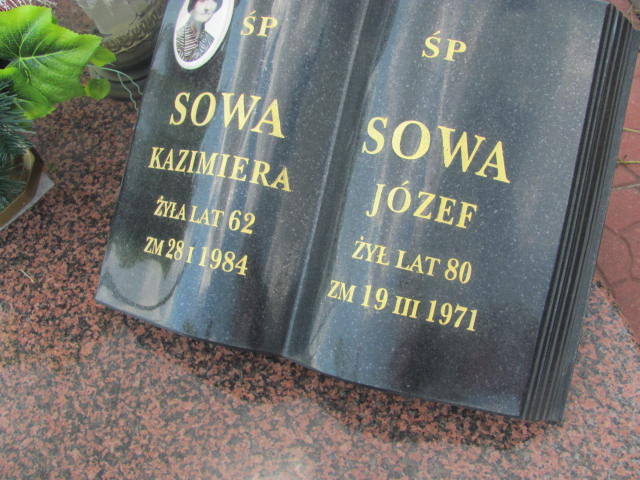 ŚP
SOWA
KAZIMIERA
ŻYŁA LAT 62
ZM 28 I 1984
ŚP
SOWA
JÓZEF
ŻYŁ LAT 80
ZM 19 III 1971